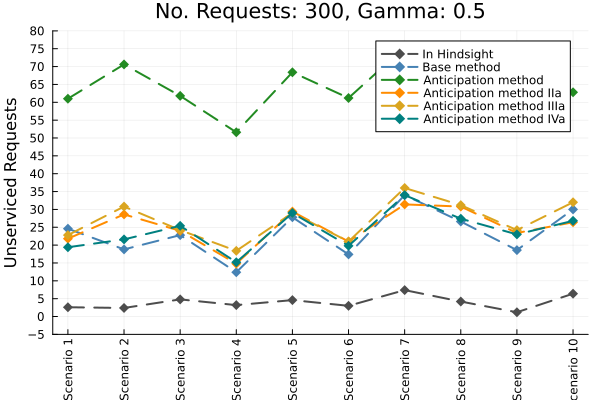 No. Requests: 300, Gamma: 0.5
Unserviced Requests
80
75
70
65
60
55
50
45
40
35
30
25
20
15
10
5
0
−5
In Hindsight
Base method
Anticipation method
Anticipation method IIa
Anticipation method IIIa
Anticipation method IVa
Scenario 1
Scenario 2
Scenario 3
Scenario 4
Scenario 5
Scenario 6
Scenario 7
Scenario 8
Scenario 9
cenario 10